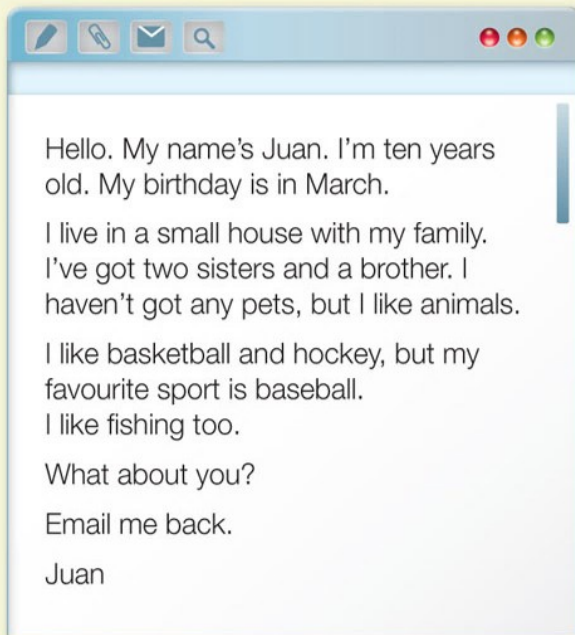 Hello. My name’s Juan. I’m ten years
old. My birthday is in March.
I live in a small house with my family.
I’ve got two sisters and a brother. I
haven’t got any pets, but I like animals.
I like basketball and hockey, but my
favourite sport is baseball.
I like fishing too.
What about you?
Email me back.
Juan